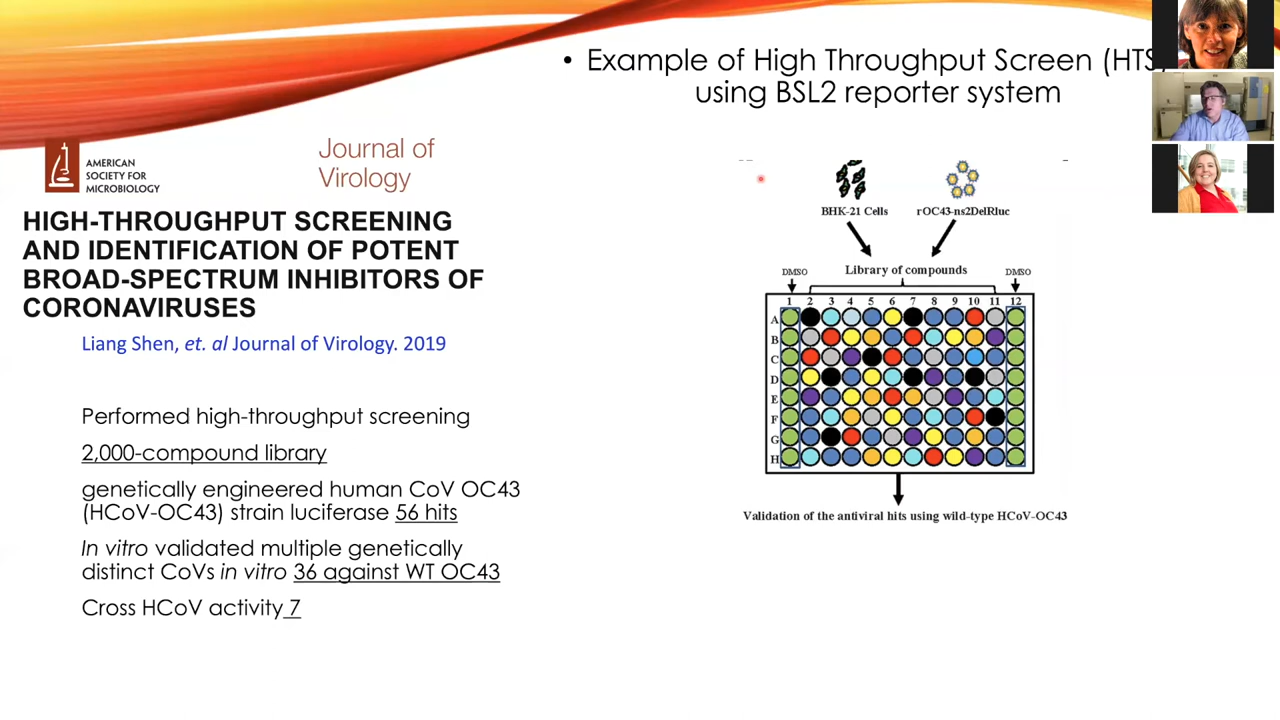 • Example of High Throughput Screen (HTS)
using BSL2 reporter system
AMERICAN
SOCIETY FOR
MICROBIOLOGY
Journal of
Virology
HIGH-THROUGHPUT SCREENING
AND IDENTIFICATION OF POTENT
BROAD-SPECTRUM INHIBITORS OF
CORONAVIRUSES
Liang Shen, et. al Journal of Virology. 2019
Performed high-throughput screening
2,000-compound library
genetically engineered human CoV OC43
(HCoV-OC43) strain luciferase 56 hits
In vitro validated multiple genetically
distinct CoVs in vitro 36 against WT OC43
Cross HCoV activity 7
BHK-21 Cells rOC43-ns2DelRluc
DMSO Library of compounds DMSO
1 2 3 4 5 6 7 8 9 10 11 12
A
B
C
D
E
F
G
H
Validation of the antiviral hits using wild-type HCoV-OC43